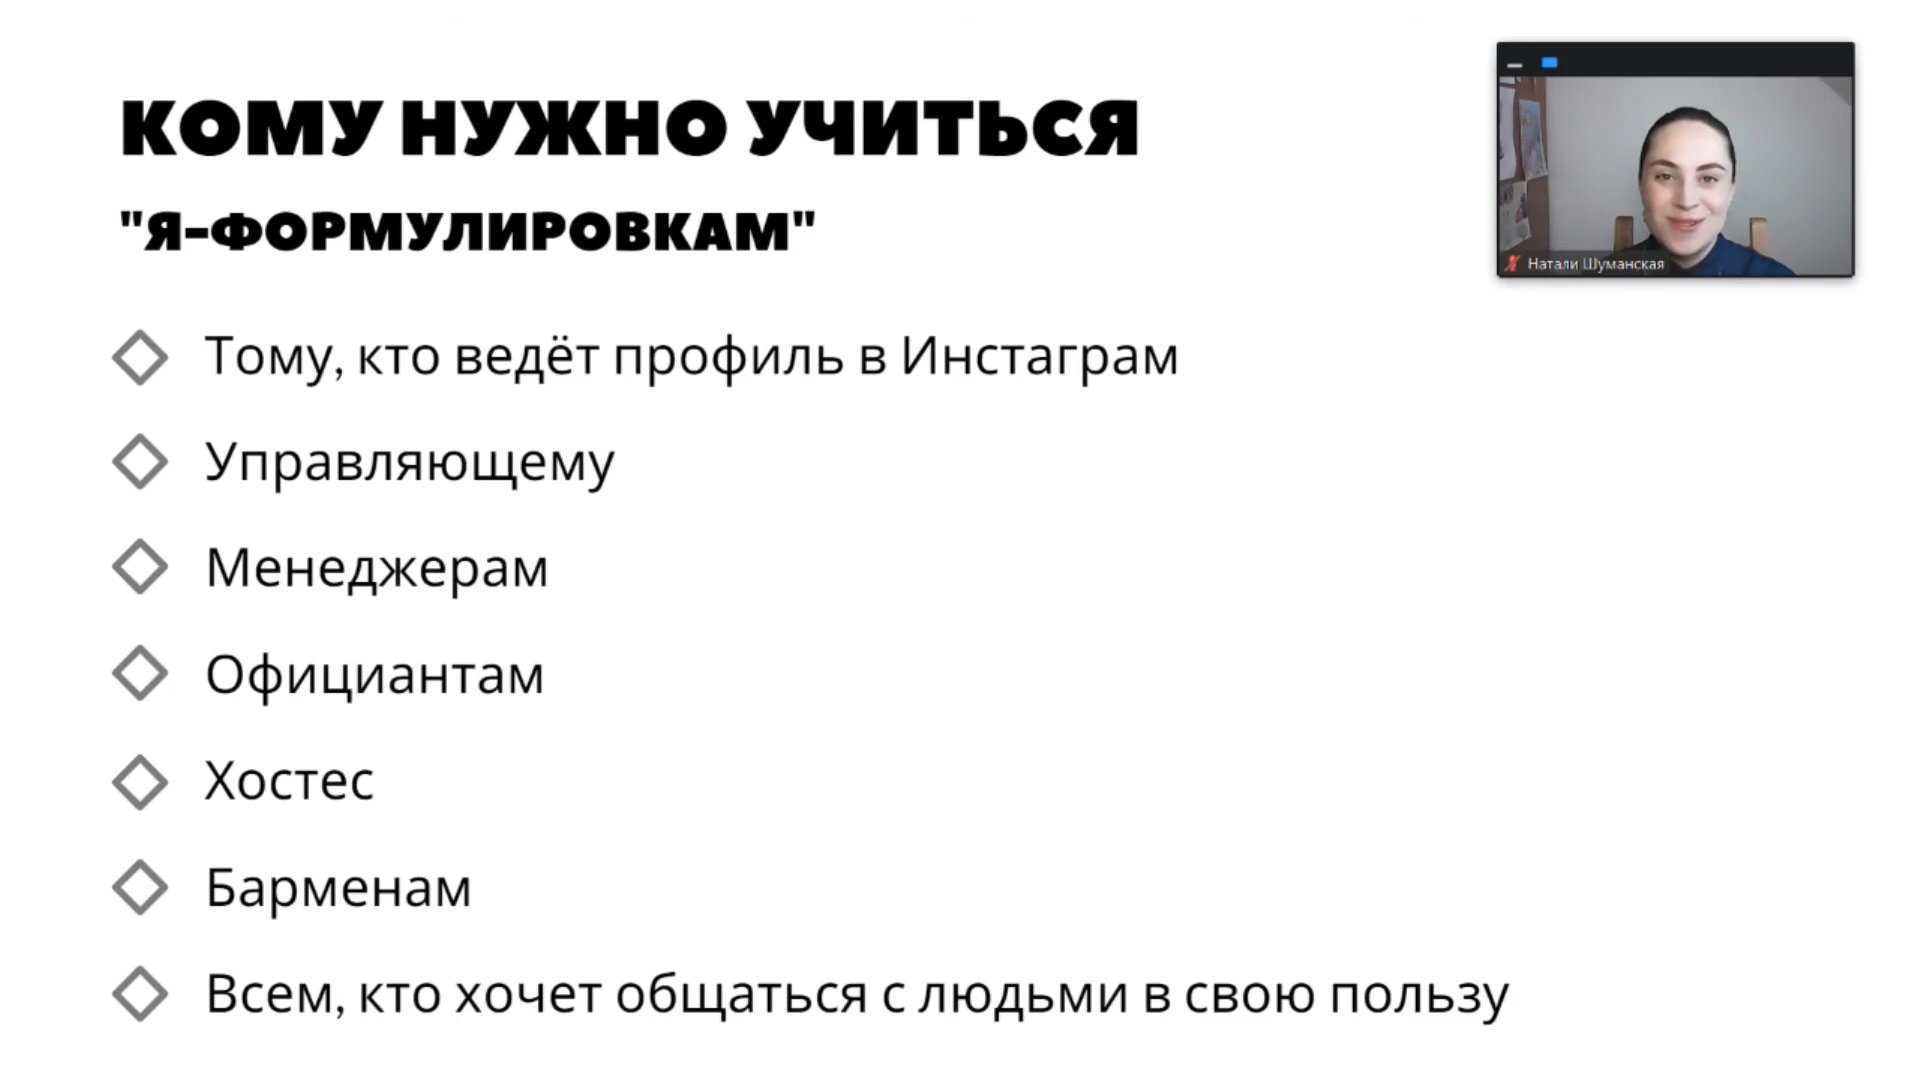 КОМУ НУЖНО УЧИТЬСЯ
"Я-ФОРМУЛИРОВКАМ"
Тому, кто ведёт профиль в Инстаграм
Управляющему
Менеджерам
Официантам
Хостес
Барменам
Всем, кто хочет общаться с людьми в свою пользу
Натали Шуманская